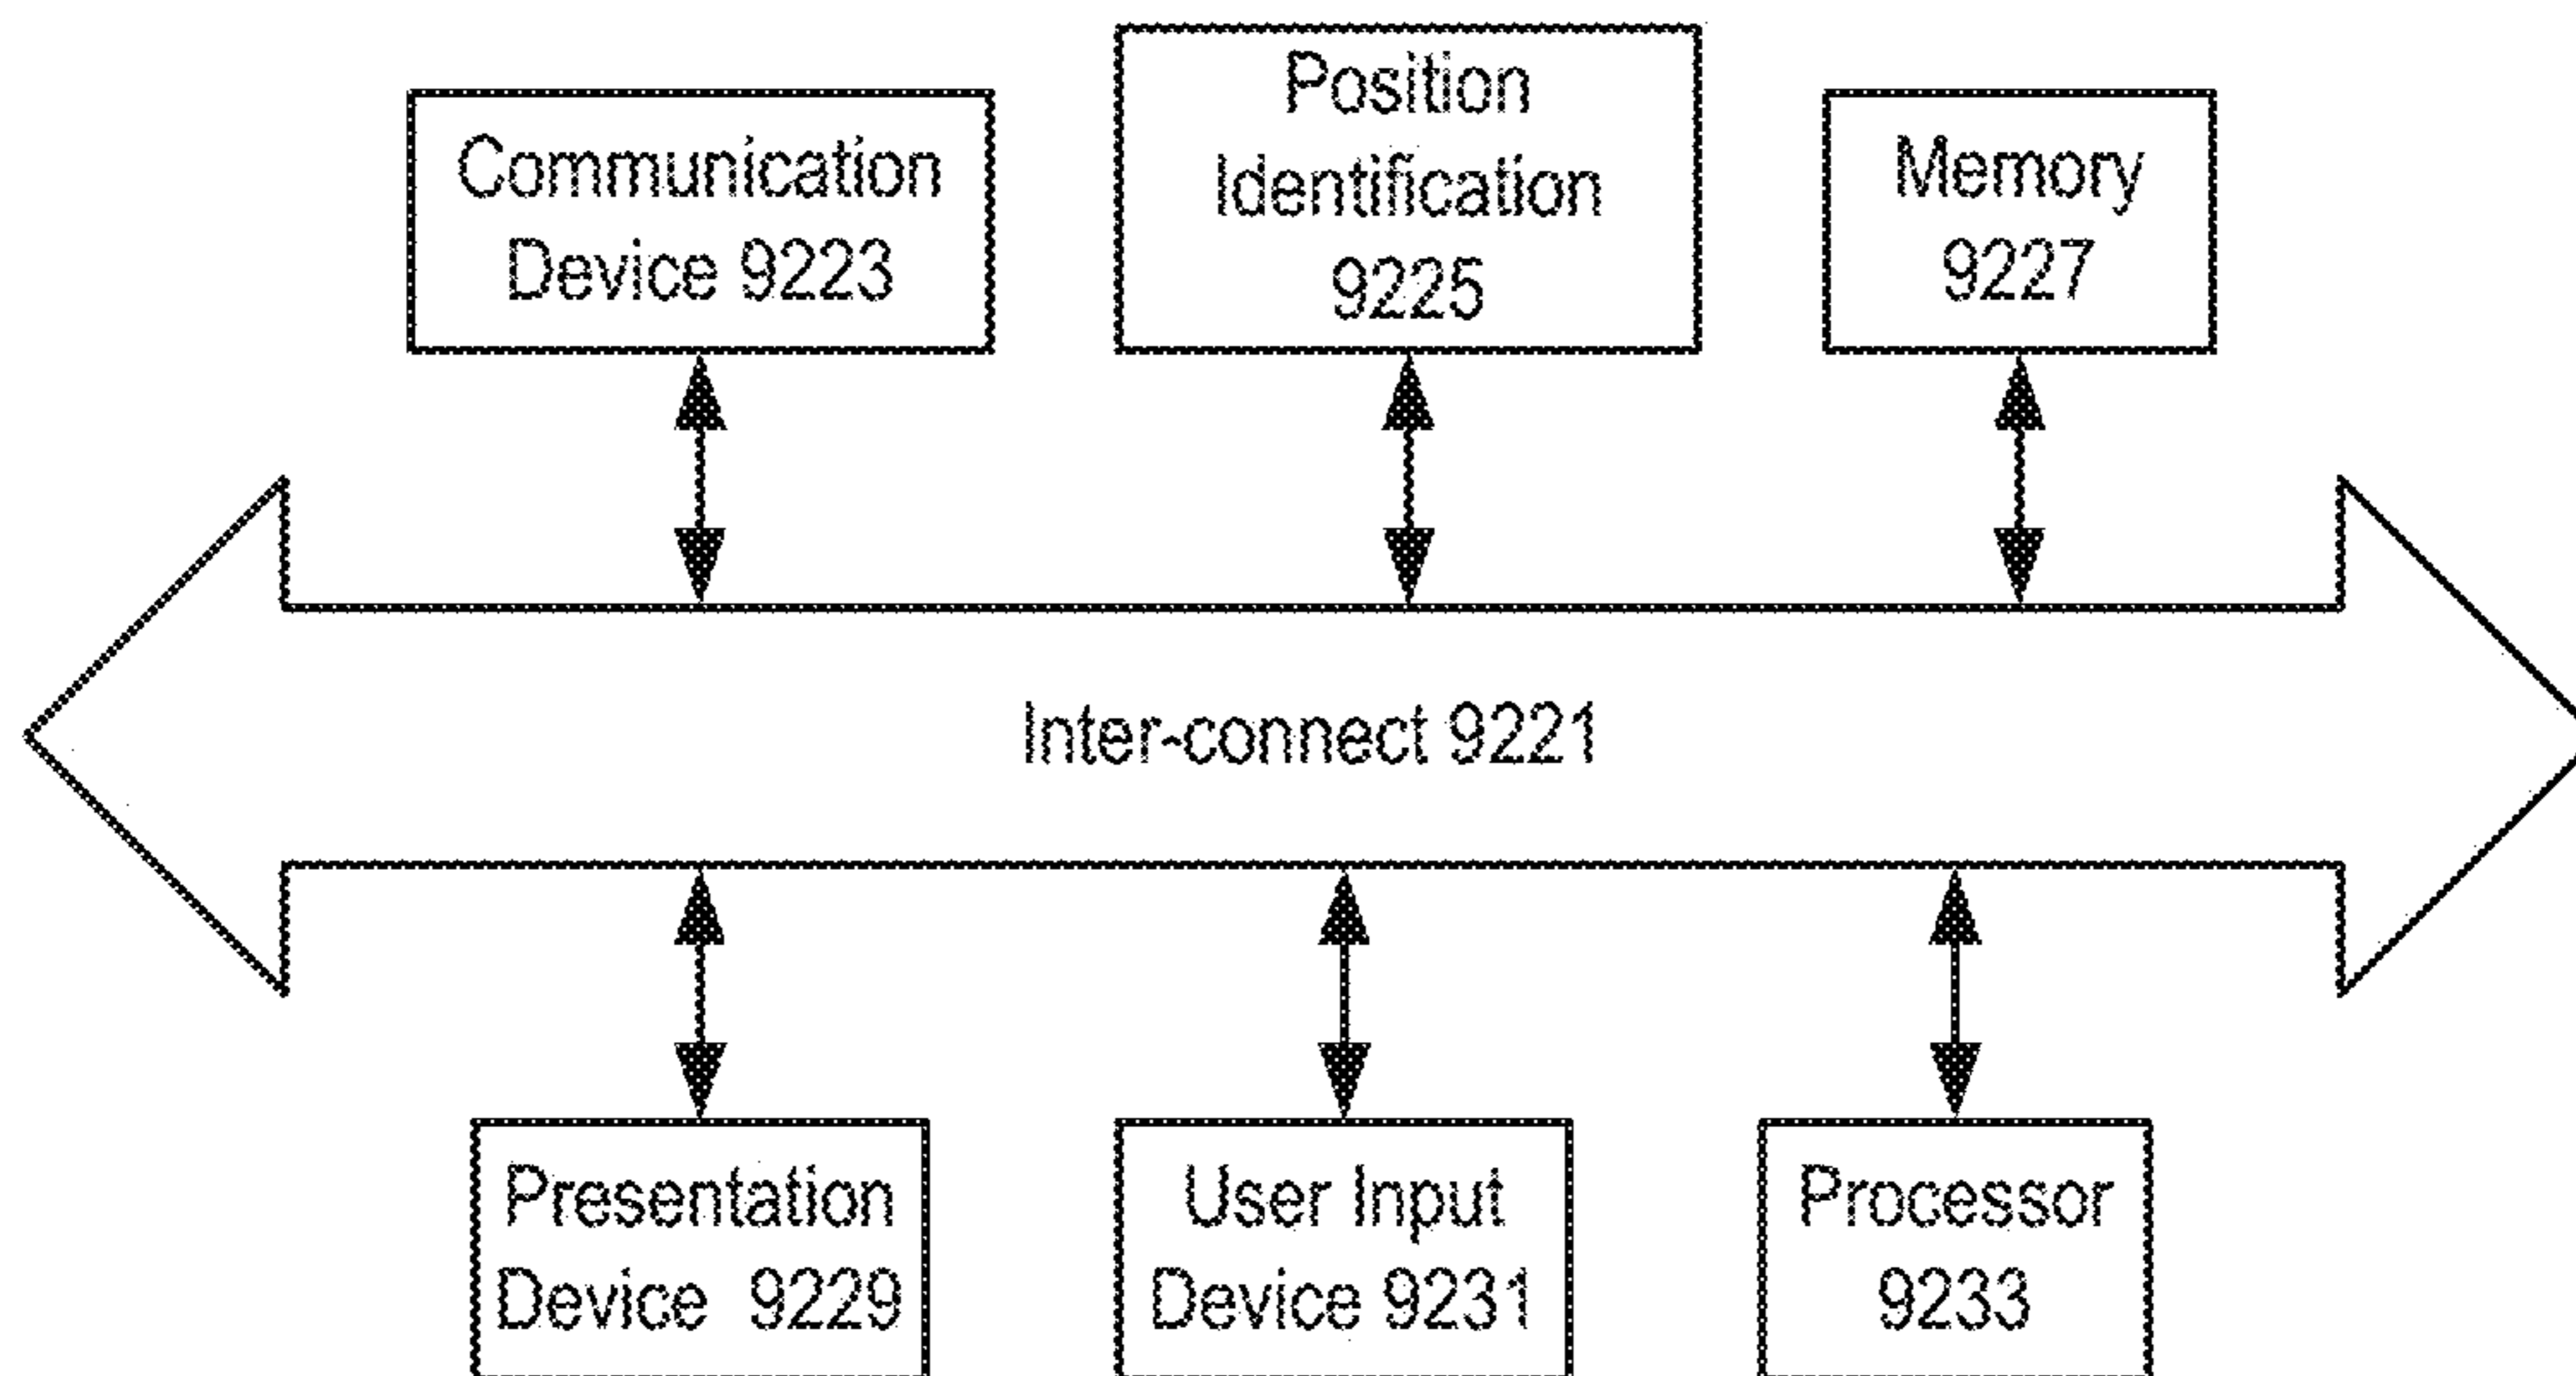 Communication
Device 9223
Position
Identification
9225
Memory
9227
Inter-connect 9221
Presentation
Device 9229
User Input
Device 9231
Processor
9233